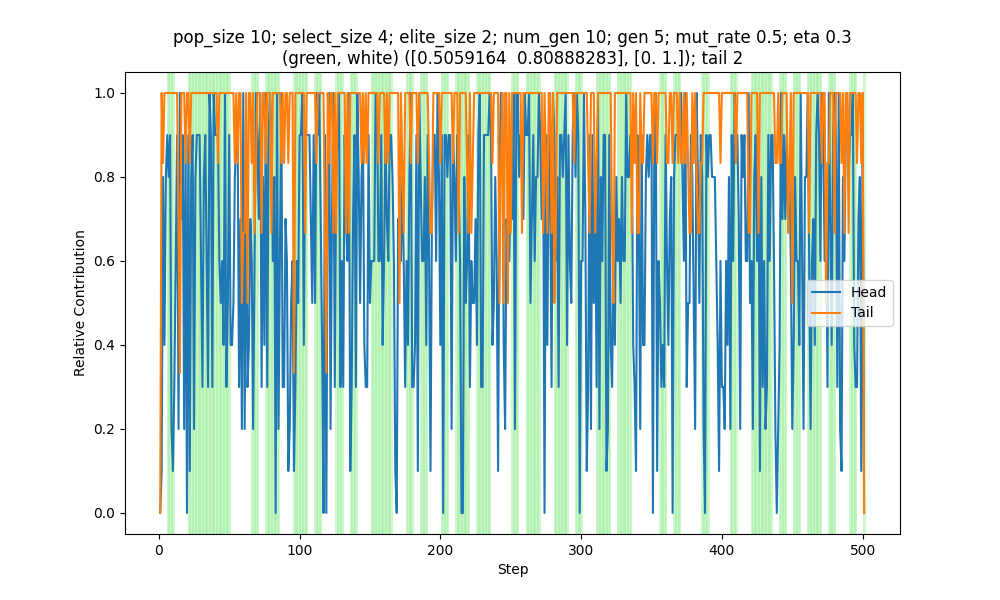 pop_size 10; select_size 4; elite_size 2; num_gen 10; gen 5; mut_rate 0.5; eta 0.3
(green, white) ([0.5059164  0.80888283], [0. 1.]); tail 2
1.0
0.8
0.6
0.4
0.2
0.0
Relative Contribution
Head
Tail
0
100
200
300
400
500
Step